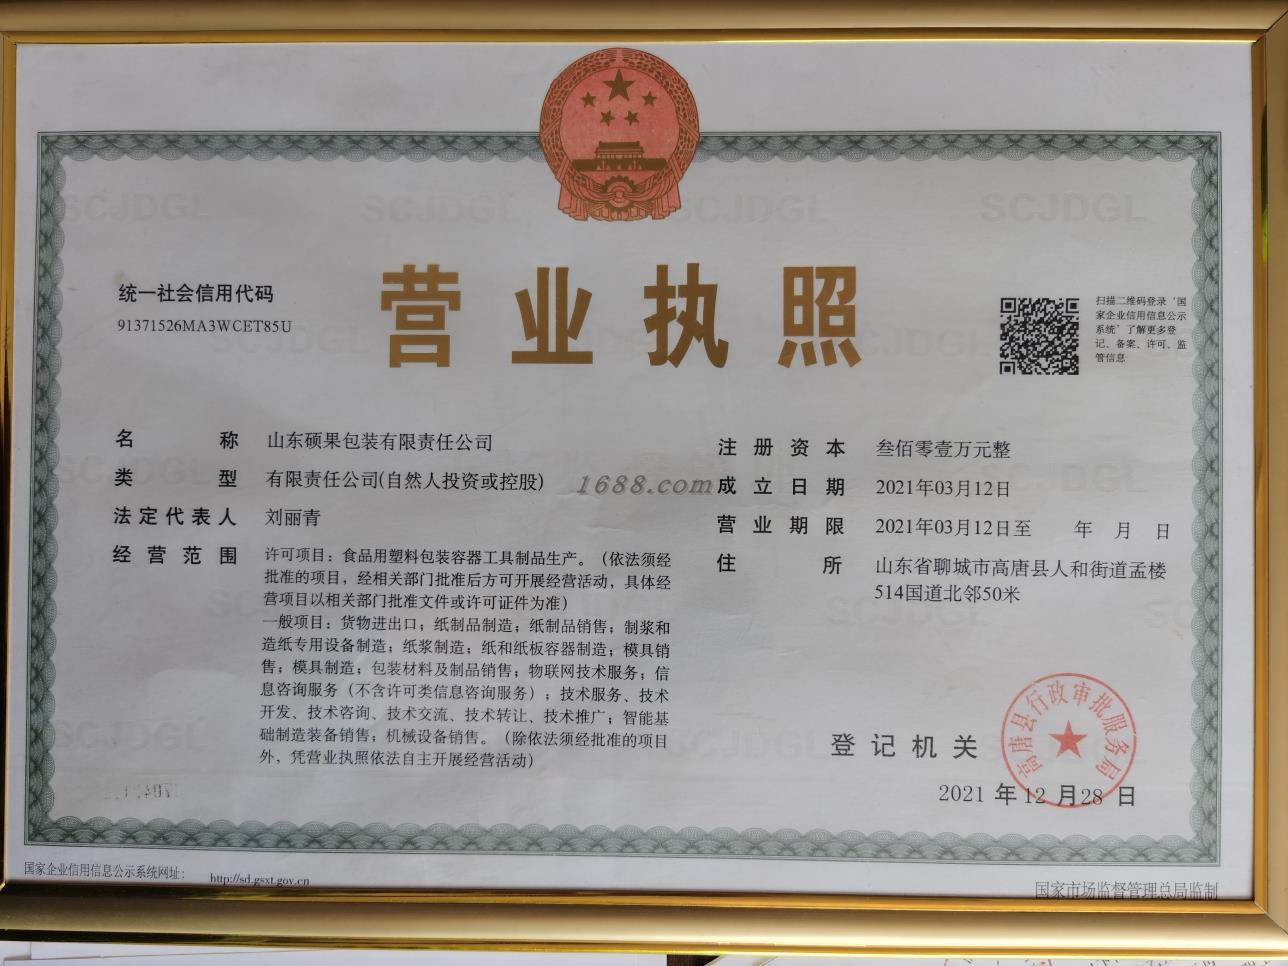 SCJDGL SCJDGL SCJDGL SCJDGL
营业执照
统一社会信用代码
91371526MA3WCET85U
扫描二维码登录‘国
家企业信用信息公示
系统’了解更多登
记、备案、许可、监
管信息
名称 山东硕果包装有限责任公司
类型 有限责任公司(自然人投资或控股)
法定代表人 刘丽青
经营范围 许可项目：食品用塑料包装容器工具制品生产。（依法须经
批准的项目，经相关部门批准后方可开展经营活动，具体经
营项目以相关部门批准文件或许可证件为准）
一般项目：货物进出口；纸制品制造；纸制品销售；制浆和
造纸专用设备制造；纸浆制造；纸和纸板容器制造；模具销
售；模具制造；包装材料及制品销售；物联网技术服务；信
息咨询服务（不含许可类信息咨询服务）；技术服务、技术
开发、技术咨询、技术交流、技术转让、技术推广；智能基
础制造装备销售；机械设备销售。（除依法须经批准的项目
外，凭营业执照依法自主开展经营活动）
1688.com
注册资本 叁佰零壹万元整
成立日期 2021年03月12日
营业期限 2021年03月12日至 年 月 日
住所 山东省聊城市高唐县人和街道孟楼
514国道北邻50米
登记机关
高唐县行政审批服务局
2021年12月28日
国家企业信用信息公示系统网址： http://sd.gsxt.gov.cn
国家市场监督管理总局监制